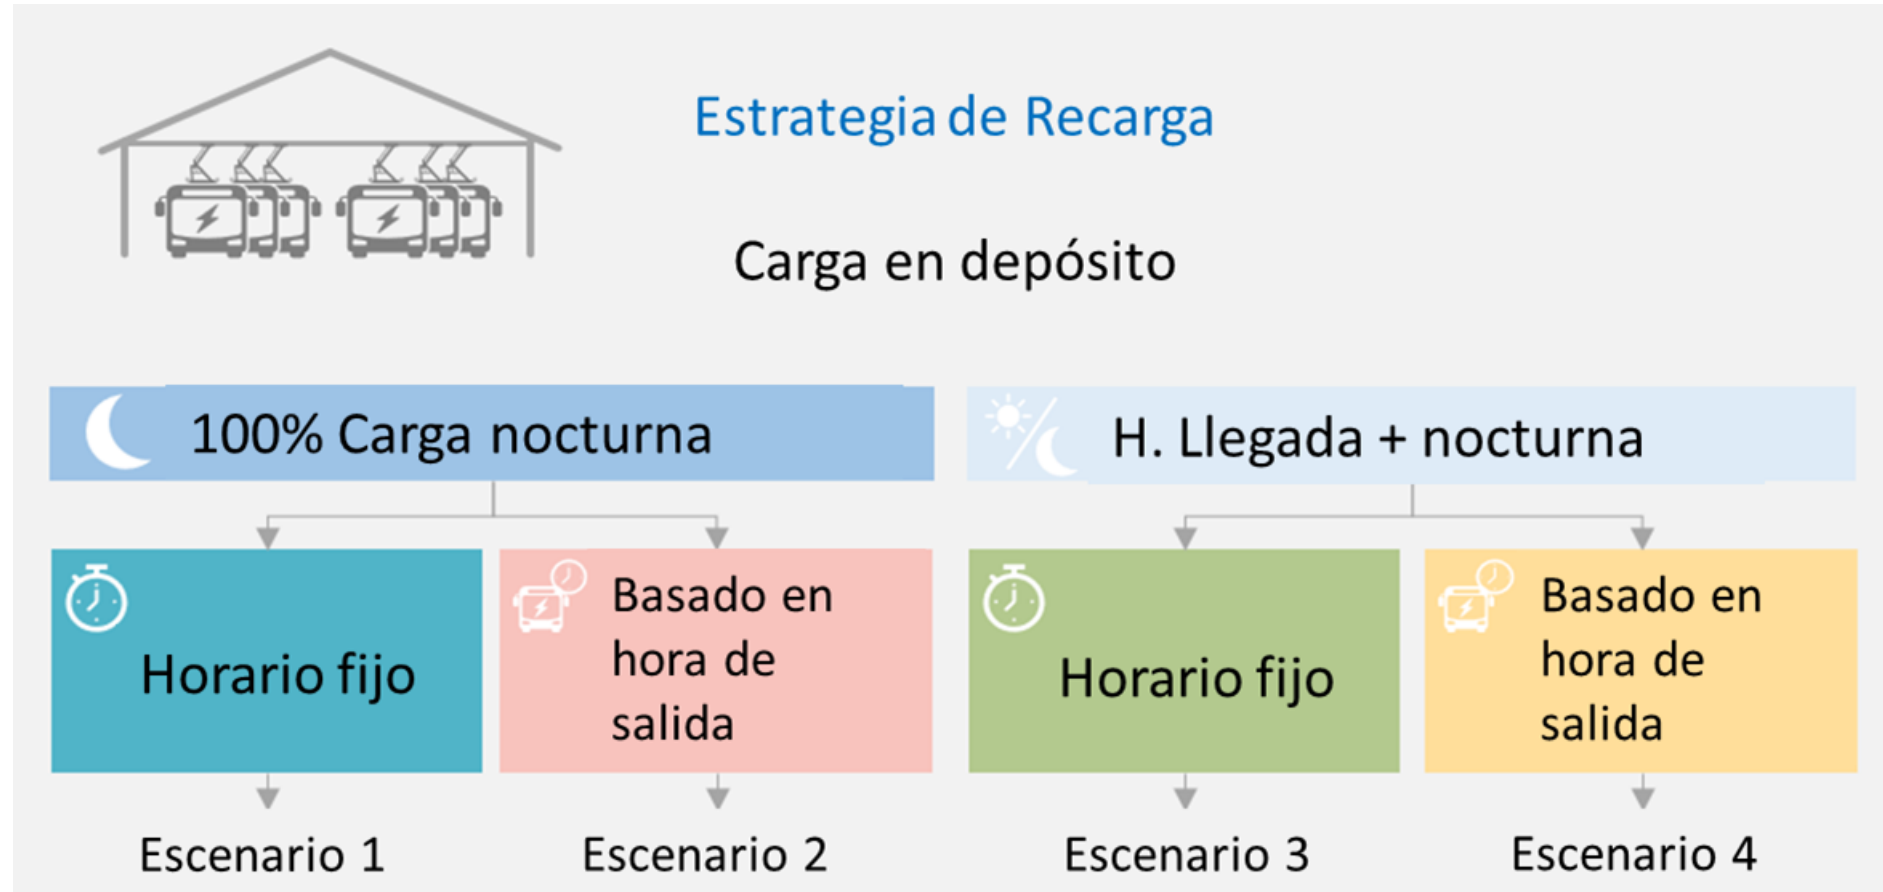 Estrategia de Recarga
Carga en depósito
100% Carga nocturna
H. Llegada + nocturna
Horario fijo
Basado en
hora de
salida
Horario fijo
Basado en
hora de
salida
Escenario 1
Escenario 2
Escenario 3
Escenario 4